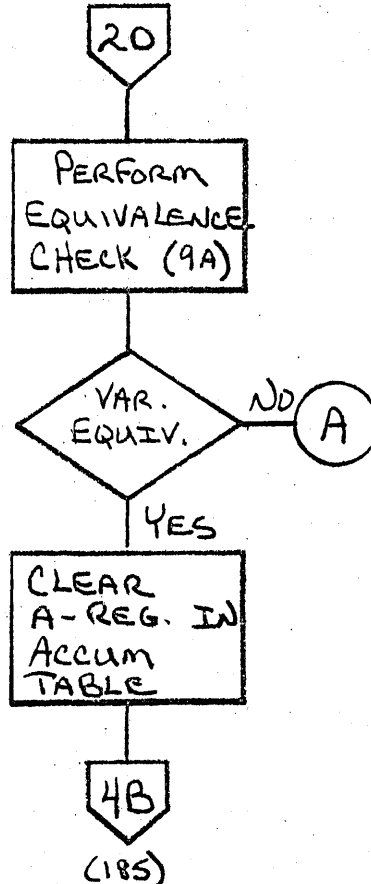 20
PERFORM
EQUIVALENCE
CHECK (9A)
VAR.
EQUIV.
NO
A
YES
CLEAR
A-REG. IN
ACCUM
TABLE
4B
(185)